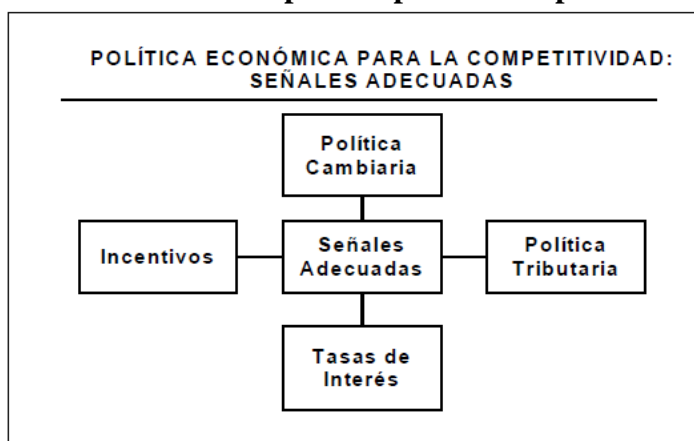 POLÍTICA ECONÓMICA PARA LA COMPETITIVIDAD:
SEÑALES ADECUADAS
Política
Cambiaria
Incentivos
Señales
Adecuadas
Política
Tributaria
Tasas de
Interés